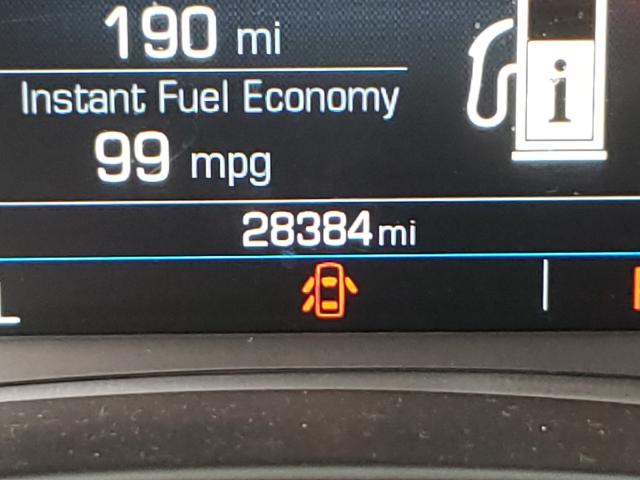 190 mi
Instant Fuel Economy
99 mpg
i
28384 mi